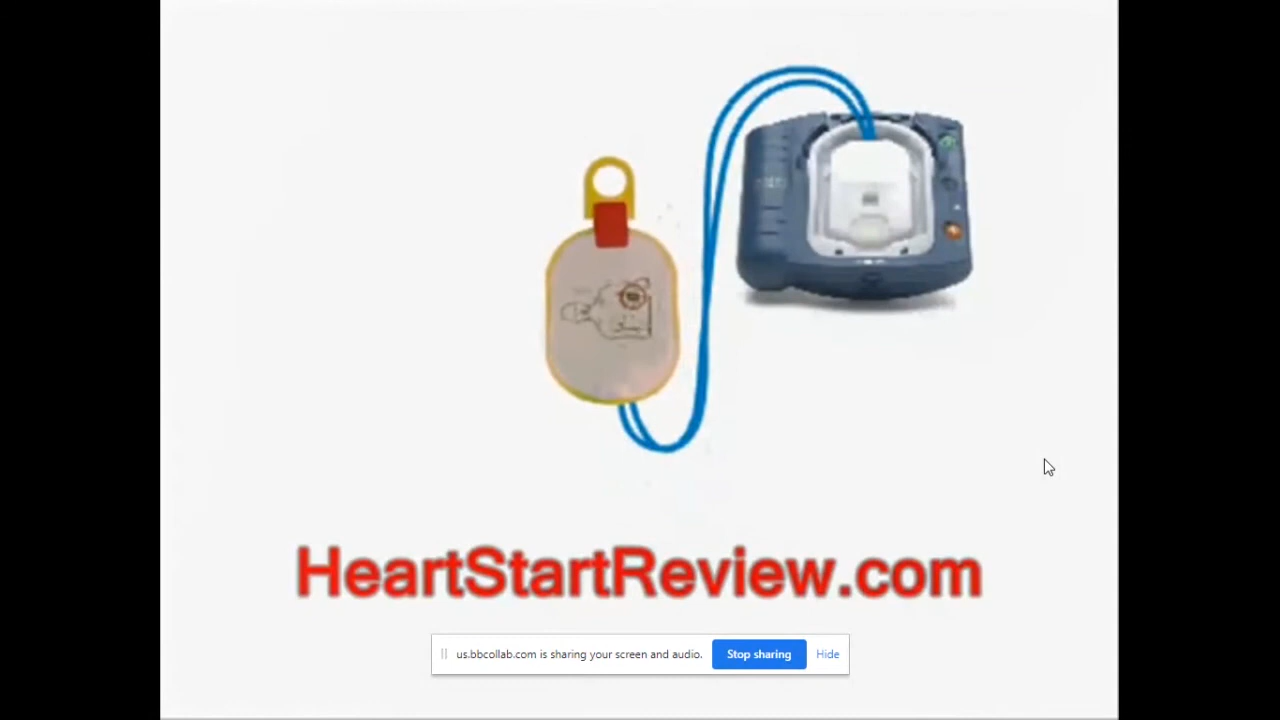 HeartStartReview.com
us.bbcollab.com is sharing your screen and audio. Stop sharing Hide